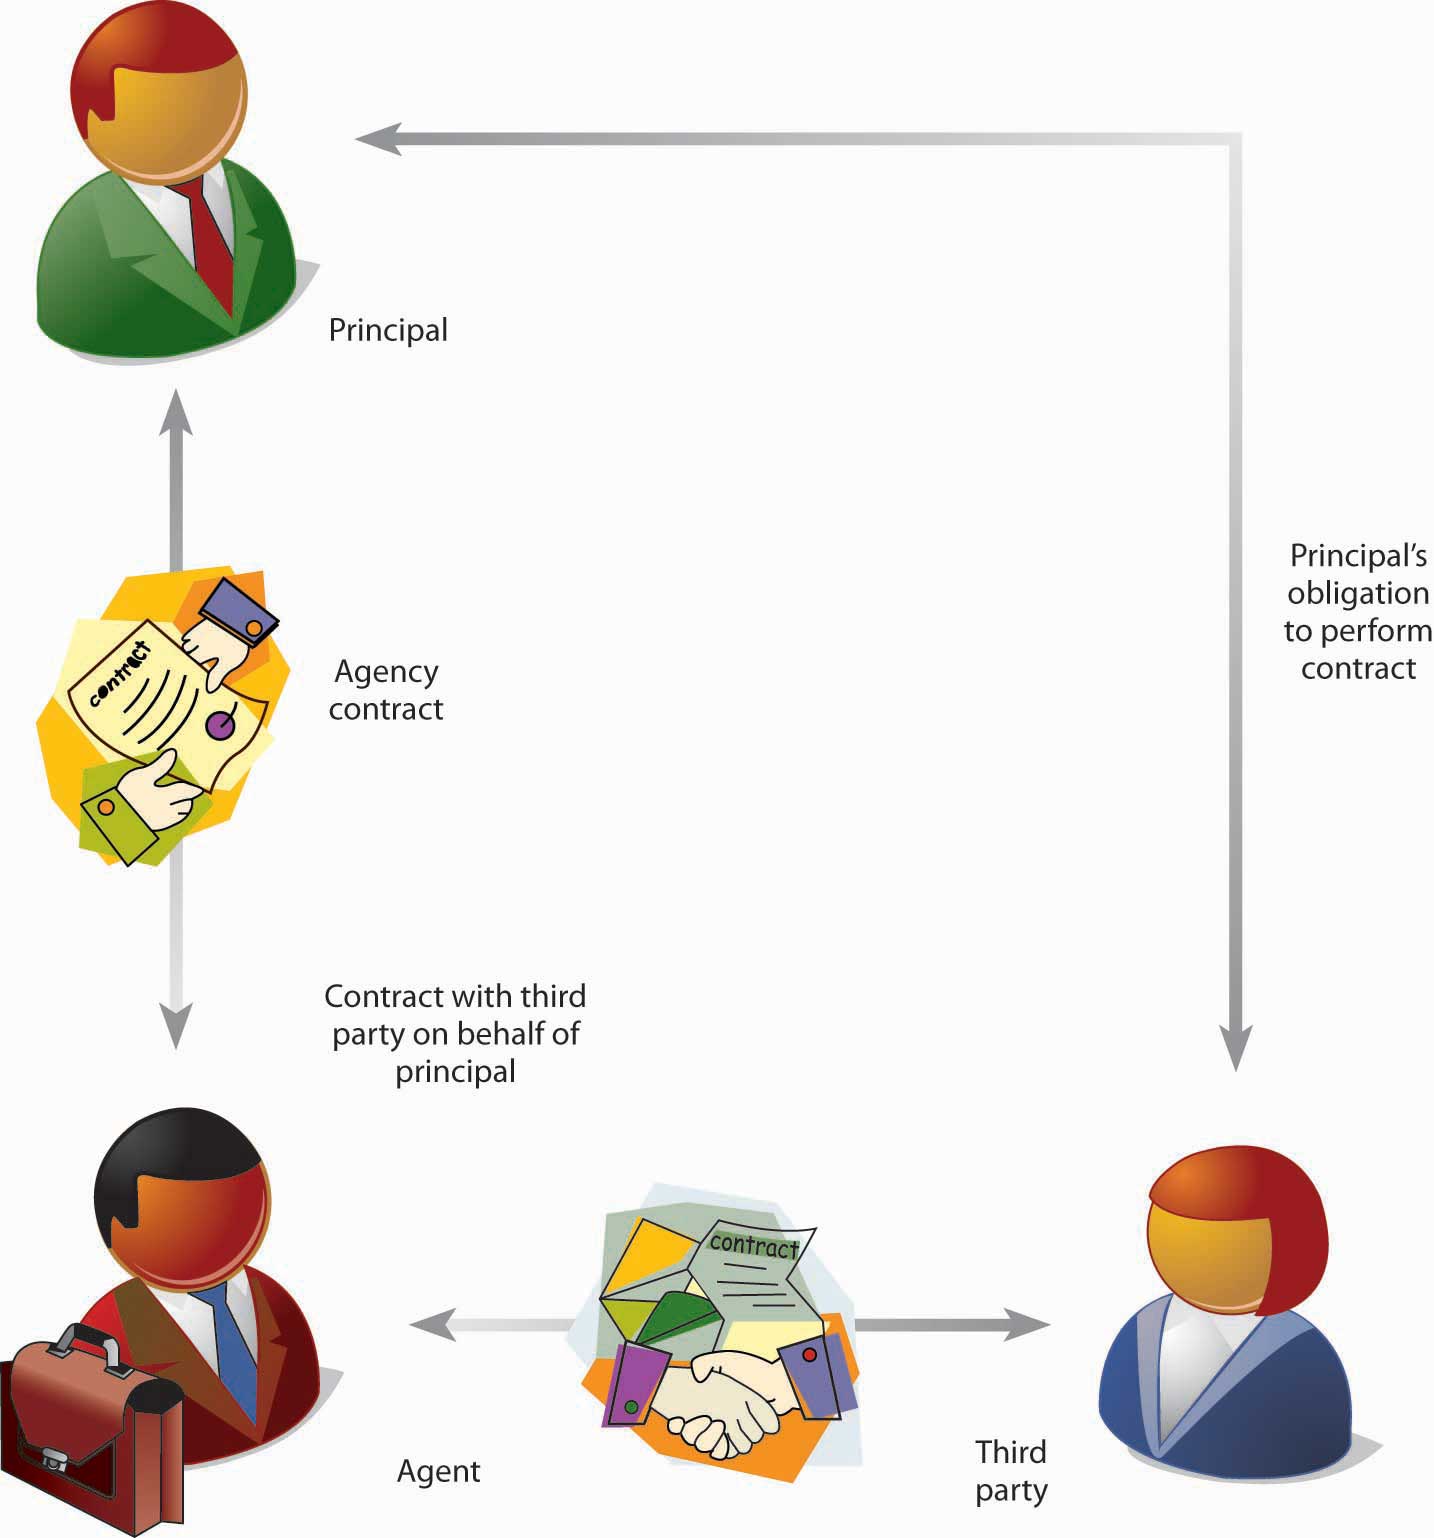 Principal
Principal’s
obligation
to perform
contract
contract
Agency
contract
Contract with third
party on behalf of
principal
contract
Agent
Third
party